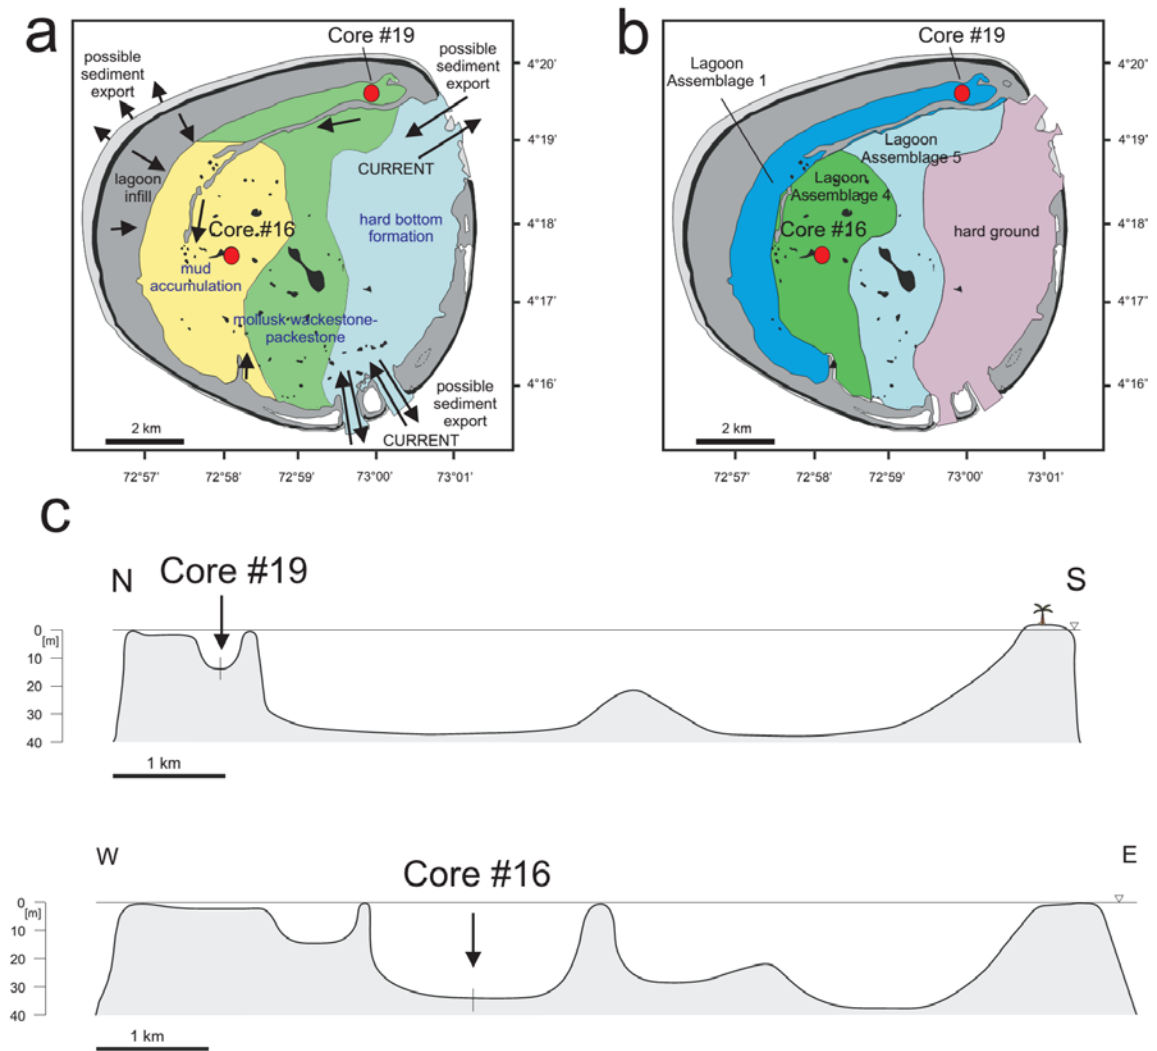 a
Core #19
possible
sediment
export
possible
sediment
export
CURRENT
lagoon
infill
Core #16
hard bottom
formation
mud
accumulation
mollusk wackestone-
packestone
possible
sediment
export
CURRENT
2 km
4°20'
4°19'
4°18'
4°17'
4°16'
72°57'
72°58'
72°59'
73°00'
73°01'
b
Core #19
Lagoon
Assemblage 1
Lagoon
Assemblage 5
Lagoon
Assemblage 4
Core #16
hard ground
2 km
4°20'
4°19'
4°18'
4°17'
4°16'
72°57'
72°58'
72°59'
73°00'
73°01'
c
N
Core #19
S
0
[m]
10
20
30
40
1 km
W
Core #16
E
0
[m]
10
20
30
40
1 km